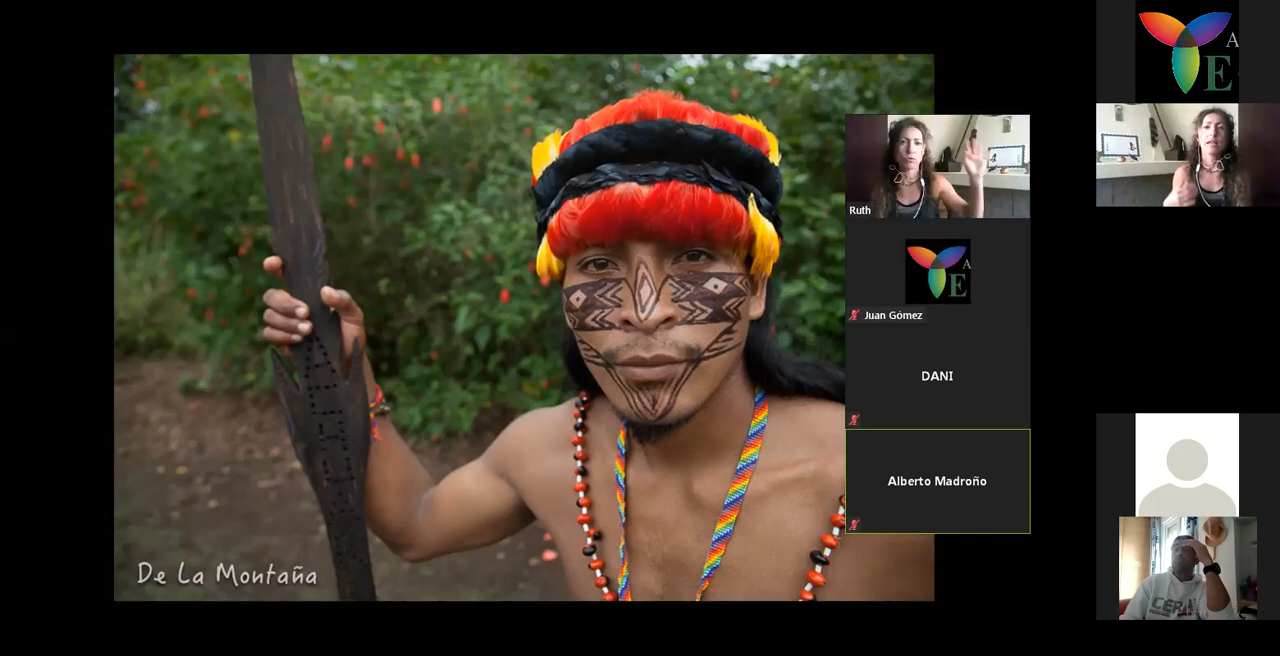 De La Montaña
Ruth
A
E
Juan Gómez
DANI
Alberto Madroño
A
E